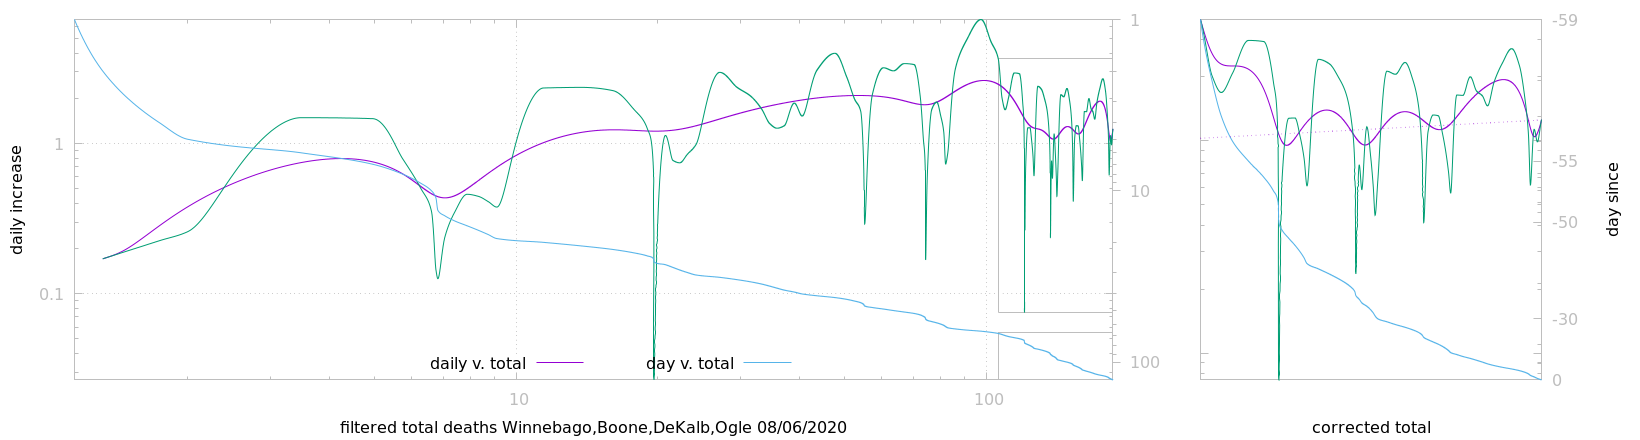 daily increase
1
0.1
10
100
1
10
100
daily v. total
day v. total
filtered total deaths Winnebago,Boone,DeKalb,Ogle 08/06/2020
-59
-55
-50
-30
0
day since
corrected total